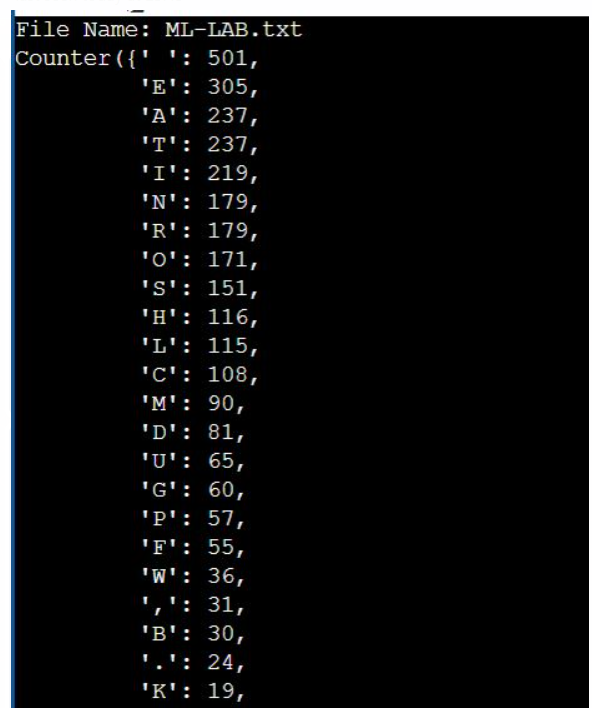 File Name: ML-LAB.txt
Counter({' ': 501,
'E': 305,
'A': 237,
'T': 237,
'I': 219,
'N': 179,
'R': 179,
'O': 171,
'S': 151,
'H': 116,
'L': 115,
'C': 108,
'M': 90,
'D': 81,
'U': 65,
'G': 60,
'P': 57,
'F': 55,
'W': 36,
',': 31,
'B': 30,
'.': 24,
'K': 19,